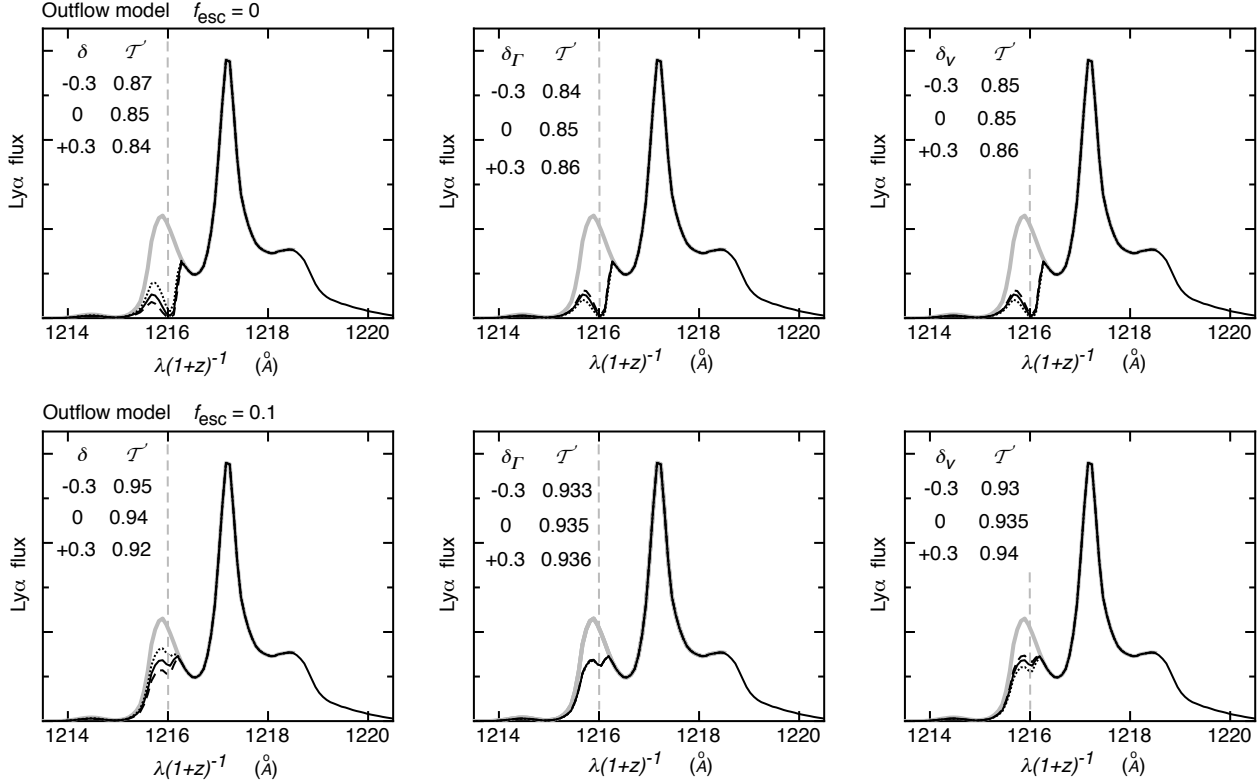 Outflow model f_esc = 0
δ 𝒯′
-0.3 0.87
0 0.85
+0.3 0.84
Lyα flux
1214 1216 1218 1220
λ(1+z)⁻¹ (Å)
δ_Γ 𝒯′
-0.3 0.84
0 0.85
+0.3 0.86
Lyα flux
1214 1216 1218 1220
λ(1+z)⁻¹ (Å)
δ_v 𝒯′
-0.3 0.85
0 0.85
+0.3 0.86
Lyα flux
1214 1216 1218 1220
λ(1+z)⁻¹ (Å)
Outflow model f_esc = 0.1
δ 𝒯′
-0.3 0.95
0 0.94
+0.3 0.92
Lyα flux
1214 1216 1218 1220
λ(1+z)⁻¹ (Å)
δ_Γ 𝒯′
-0.3 0.933
0 0.935
+0.3 0.936
Lyα flux
1214 1216 1218 1220
λ(1+z)⁻¹ (Å)
δ_v 𝒯′
-0.3 0.93
0 0.935
+0.3 0.94
Lyα flux
1214 1216 1218 1220
λ(1+z)⁻¹ (Å)